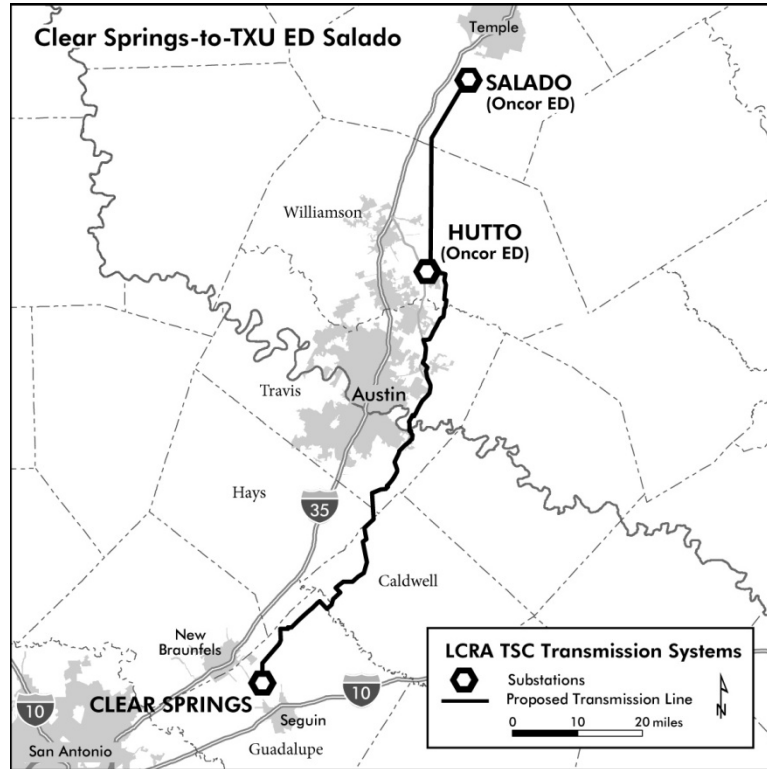 Clear Springs-to-TXU ED Salado
Temple
SALADO
(Oncor ED)
Williamson
HUTTO
(Oncor ED)
Travis
Austin
Hays
35
Caldwell
New
Braunfels
CLEAR SPRINGS
10
10
Seguin
San Antonio
Guadalupe
LCRA TSC Transmission Systems
Substations
Proposed Transmission Line
0 10 20 miles
N